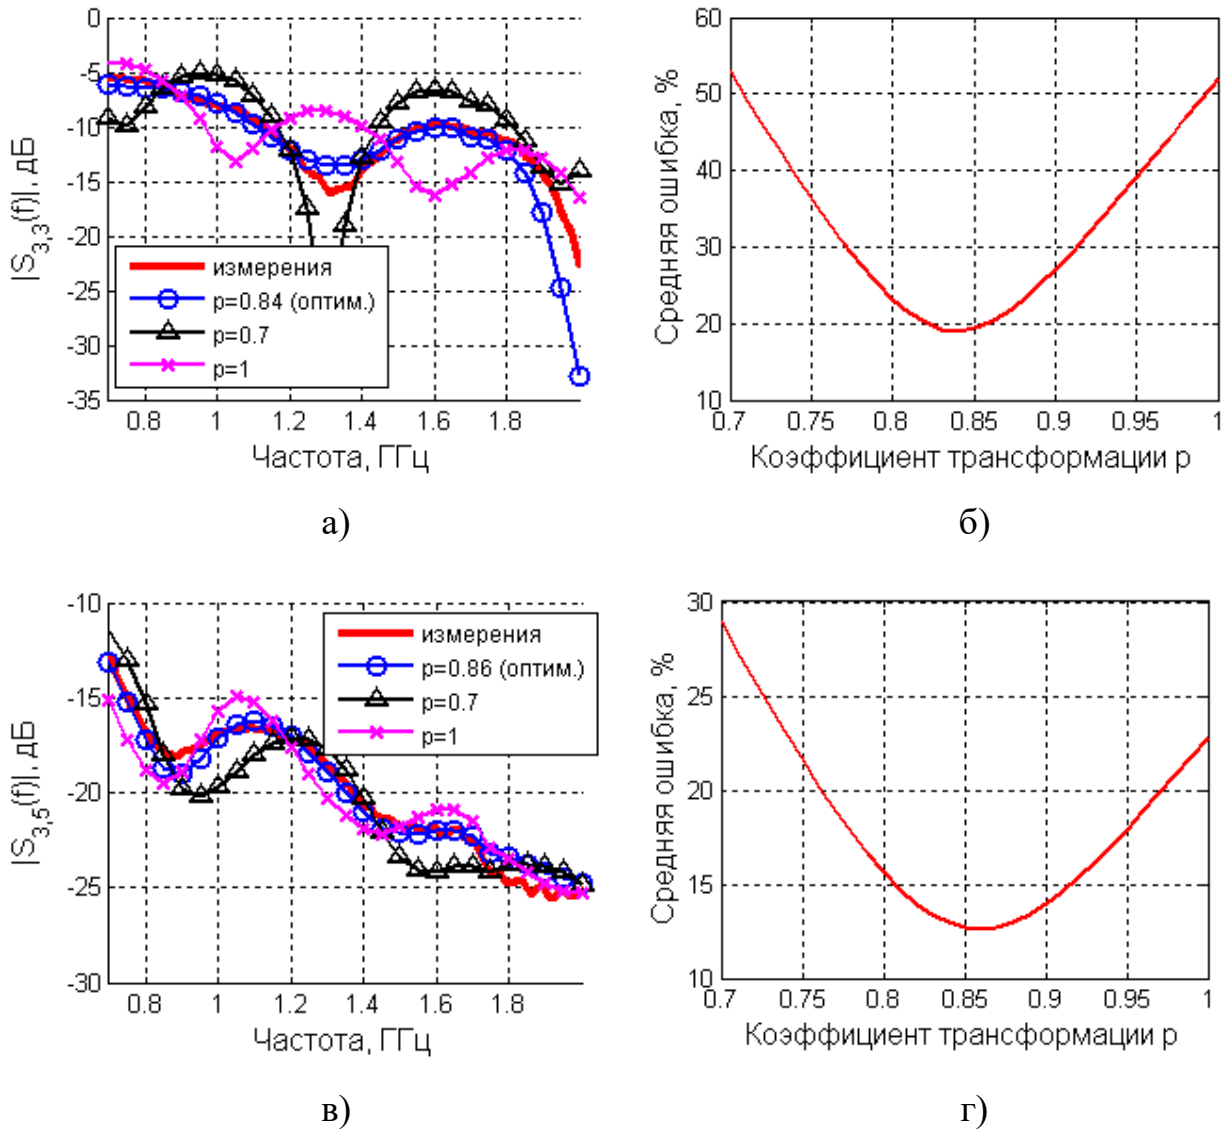 0
-5
-10
-15
-20
-25
-30
-35
|S3,3(f)|, дБ
измерения
p=0.84 (оптим.)
p=0.7
p=1
0.8 1 1.2 1.4 1.6 1.8
Частота, ГГц
а)
60
50
40
30
20
10
Средняя ошибка, %
0.7 0.75 0.8 0.85 0.9 0.95 1
Коэффициент трансформации p
б)
-10
-15
-20
-25
-30
|S3,5(f)|, дБ
измерения
p=0.86 (оптим.)
p=0.7
p=1
0.8 1 1.2 1.4 1.6 1.8
Частота, ГГц
в)
30
25
20
15
10
Средняя ошибка, %
0.7 0.75 0.8 0.85 0.9 0.95 1
Коэффициент трансформации p
г)